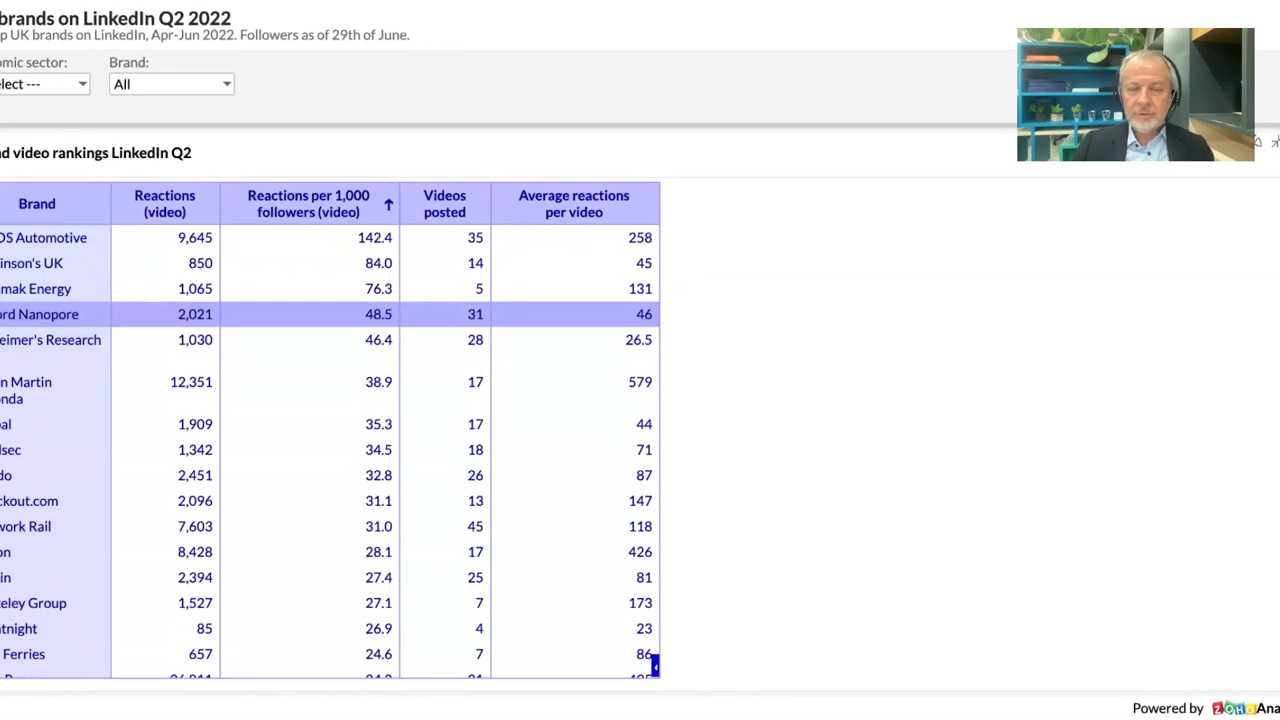 brands on LinkedIn Q2 2022
p UK brands on LinkedIn, Apr-Jun 2022. Followers as of 29th of June.
omic sector: Brand:
elect --- All
d video rankings LinkedIn Q2
Brand Reactions (video) Reactions per 1,000 followers (video) ↑ Videos posted Average reactions per video
OS Automotive 9,645 142.4 35 258
inson's UK 850 84.0 14 45
mak Energy 1,065 76.3 5 131
ord Nanopore 2,021 48.5 31 46
eimer's Research 1,030 46.4 28 26.5
n Martin 12,351 38.9 17 579
nda
al 1,909 35.3 17 44
lsec 1,342 34.5 18 71
do 2,451 32.8 26 87
ckout.com 2,096 31.1 13 147
work Rail 7,603 31.0 45 118
on 8,428 28.1 17 426
in 2,394 27.4 25 81
eley Group 1,527 27.1 7 173
tnight 85 26.9 4 23
Ferries 657 24.6 7 86
Powered by ZOHO Ana